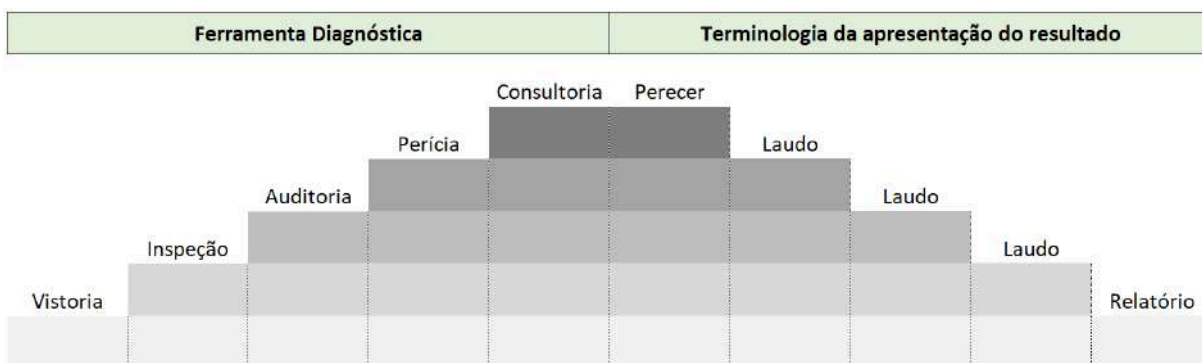 Ferramenta Diagnóstica Terminologia da apresentação do resultado
Consultoria Perecer
Perícia Laudo
Auditoria Laudo
Inspeção Laudo
Vistoria Relatório